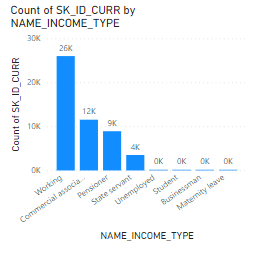 Count of SK_ID_CURR by
NAME_INCOME_TYPE
Count of SK_ID_CURR
30K
20K
10K
0K
26K
12K
9K
4K
0K
0K
0K
0K
Working
Commercial associa...
Pensioner
State servant
Unemployed
Student
Businessman
Maternity leave
NAME_INCOME_TYPE